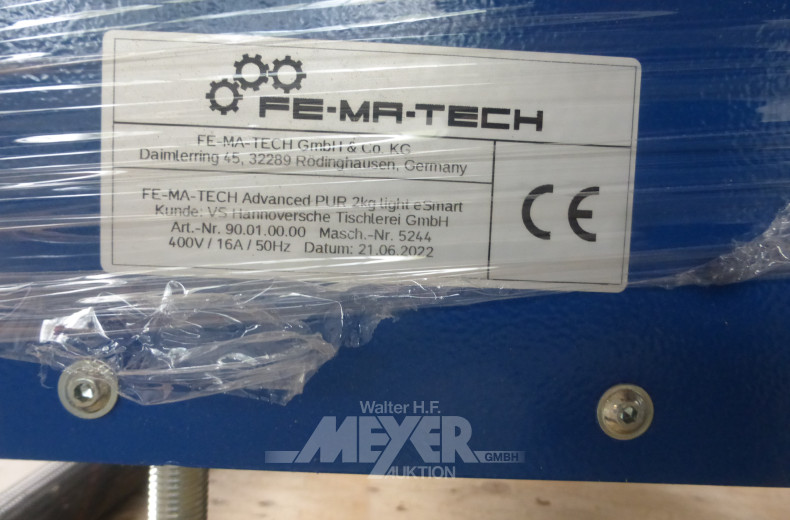 FE-MA-TECH
FE-MA-TECH GmbH & Co. KG
Daimlerring 45, 32289 Rödinghausen, Germany
FE-MA-TECH Advanced PUR 2kg light eSmart
Kunde: VS Hannoversche Tischlerei GmbH
Art.-Nr. 90.01.00.00 Masch.-Nr. 5244
400V / 16A / 50Hz Datum: 21.06.2022
CE
Walter H.F.
MEYER GMBH
AUKTION